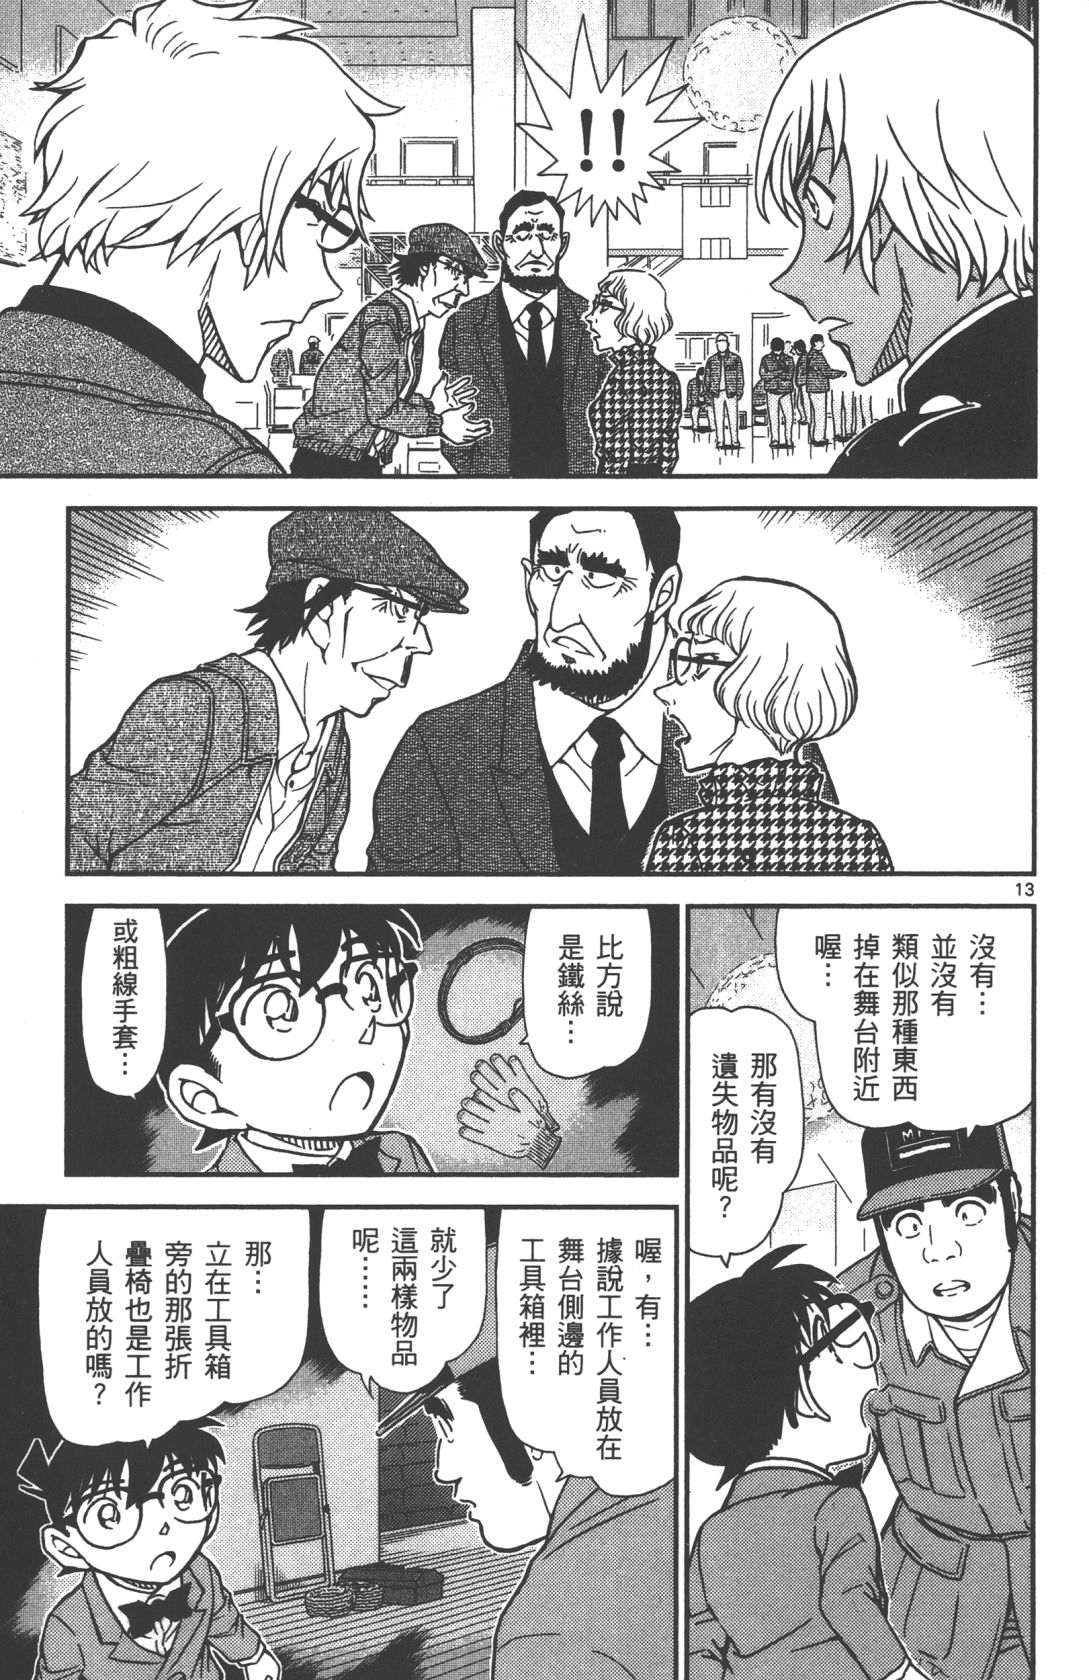 !!
13
沒有…
並沒有
類似那種東西
掉在舞台附近
喔…
那有沒有
遺失物品呢?
比方說
是鐵絲…
或粗線手套…
喔，有…
據說工作人員放在
舞台側邊的
工具箱裡…
就少了
這兩樣物品
呢……
那…
立在工具箱
旁的那張折
疊椅也是工作
人員放的嗎?